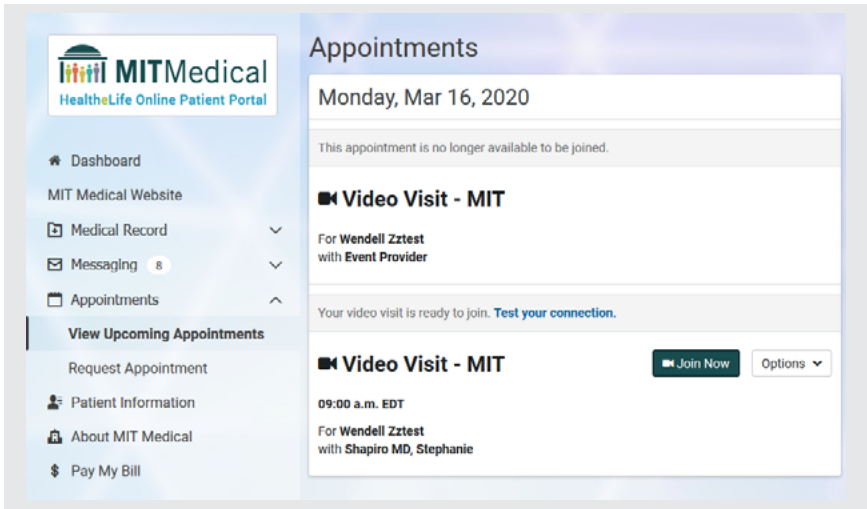 MITMedical
HealtheLife Online Patient Portal
Dashboard
MIT Medical Website
Medical Record
Messaging 8
Appointments
View Upcoming Appointments
Request Appointment
Patient Information
About MIT Medical
$ Pay My Bill
Appointments
Monday, Mar 16, 2020
This appointment is no longer available to be joined.
Video Visit - MIT
For Wendell Zztest
with Event Provider
Your video visit is ready to join. Test your connection.
Video Visit - MIT
Join Now
Options
09:00 a.m. EDT
For Wendell Zztest
with Shapiro MD, Stephanie